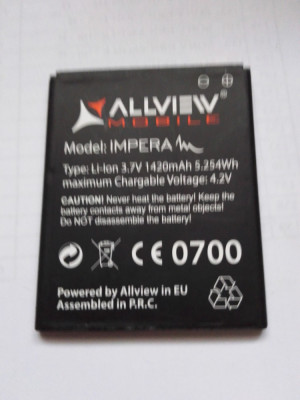 ALLVIEW
MOBILE
Model: IMPERA M
Type: Li-Ion 3.7V 1420mAh 5.254Wh
maximum Chargable Voltage: 4.2V
CAUTION! Never heat the battery! Keep the
battery contacts away from metal objects!
Do NOT disassemble the battery!
CE 0700
Powered by Allview in EU
Assembled in P.R.C.